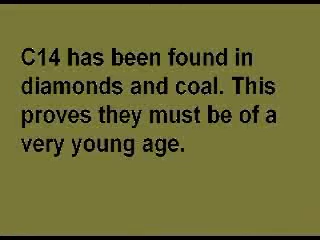 C14 has been found in
diamonds and coal. This
proves they must be of a
very young age.